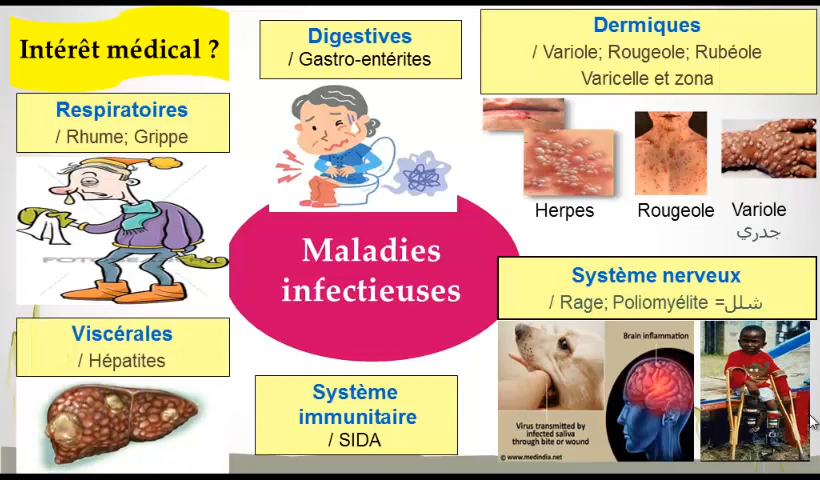 Intérêt médical ?
Digestives
/ Gastro-entérites
Dermiques
/ Variole; Rougeole; Rubéole
Varicelle et zona
Respiratoires
/ Rhume; Grippe
Herpes
Rougeole
Variole
جدري
Maladies
infectieuses
Système nerveux
/ Rage; Poliomyélite =شلل
Viscérales
/ Hépatites
Système
immunitaire
/ SIDA
Brain inflammation
Virus transmitted by
infected saliva
through bite or wound
© www.medindia.net